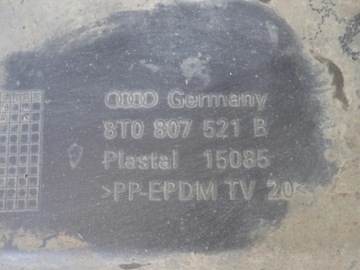 Germany
8T0 807 521 B
Plastal 15085
>PP-EPDM TV 20<